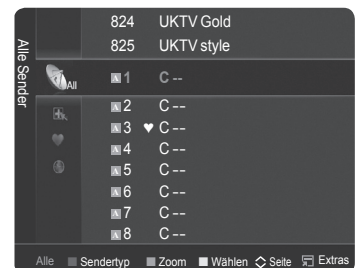 Alle Sender
824 UKTV Gold
825 UKTV style
All
A 1 C --
A 2 C --
A 3 ♥ C --
A 4 C --
A 5 C --
A 6 C --
A 7 C --
A 8 C --
Alle Sendertyp Zoom Wählen Seite Extras